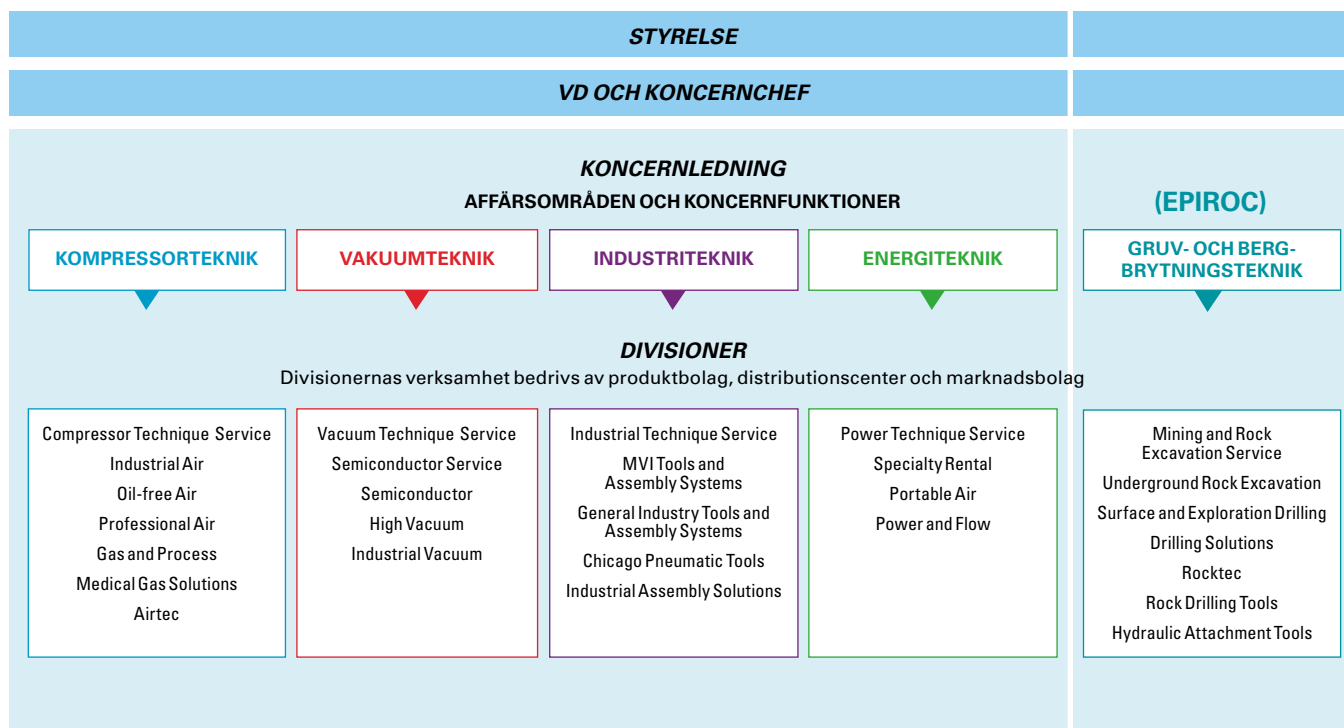 STYRELSE
VD OCH KONCERNCHEF
KONCERNLEDNING
AFFÄRSOMRÅDEN OCH KONCERNFUNKTIONER
(EPIROC)
KOMPRESSORTEKNIK
VAKUUMTEKNIK
INDUSTRITEKNIK
ENERGITEKNIK
GRUV- OCH BERG-
BRYTNINGSTEKNIK
DIVISIONER
Divisionernas verksamhet bedrivs av produktbolag, distributionscenter och marknadsbolag
Compressor Technique Service
Industrial Air
Oil-free Air
Professional Air
Gas and Process
Medical Gas Solutions
Airtec
Vacuum Technique Service
Semiconductor Service
Semiconductor
High Vacuum
Industrial Vacuum
Industrial Technique Service
MVI Tools and
Assembly Systems
General Industry Tools and
Assembly Systems
Chicago Pneumatic Tools
Industrial Assembly Solutions
Power Technique Service
Specialty Rental
Portable Air
Power and Flow
Mining and Rock
Excavation Service
Underground Rock Excavation
Surface and Exploration Drilling
Drilling Solutions
Rocktec
Rock Drilling Tools
Hydraulic Attachment Tools